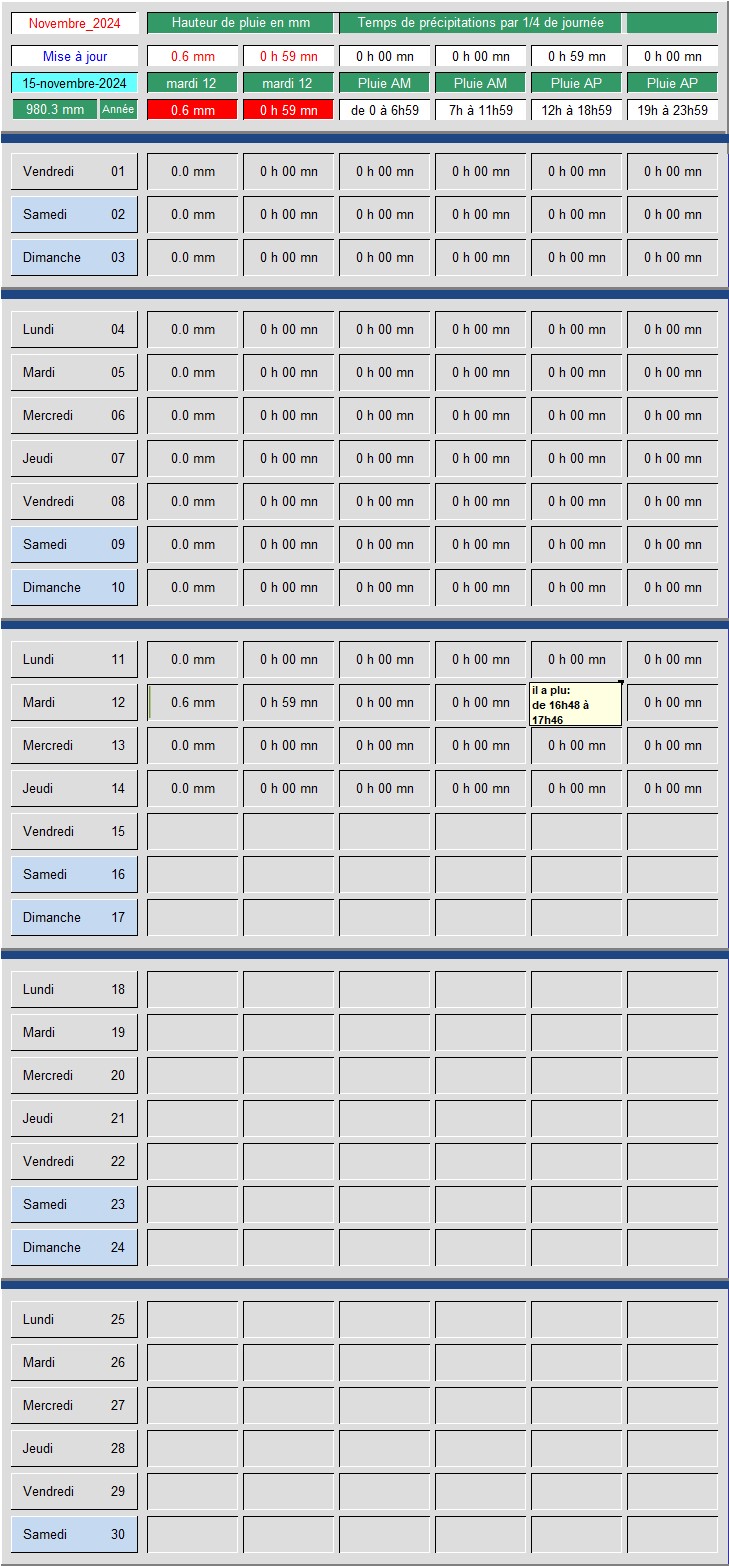 Novembre_2024 Hauteur de pluie en mm Temps de précipitations par 1/4 de journée
Mise à jour 0.6 mm 0 h 59 mn 0 h 00 mn 0 h 00 mn 0 h 59 mn 0 h 00 mn
15-novembre-2024 mardi 12 mardi 12 Pluie AM Pluie AM Pluie AP Pluie AP
980.3 mm Année 0.6 mm 0 h 59 mn de 0 à 6h59 7h à 11h59 12h à 18h59 19h à 23h59
Vendredi 01 0.0 mm 0 h 00 mn 0 h 00 mn 0 h 00 mn 0 h 00 mn 0 h 00 mn
Samedi 02 0.0 mm 0 h 00 mn 0 h 00 mn 0 h 00 mn 0 h 00 mn 0 h 00 mn
Dimanche 03 0.0 mm 0 h 00 mn 0 h 00 mn 0 h 00 mn 0 h 00 mn 0 h 00 mn
Lundi 04 0.0 mm 0 h 00 mn 0 h 00 mn 0 h 00 mn 0 h 00 mn 0 h 00 mn
Mardi 05 0.0 mm 0 h 00 mn 0 h 00 mn 0 h 00 mn 0 h 00 mn 0 h 00 mn
Mercredi 06 0.0 mm 0 h 00 mn 0 h 00 mn 0 h 00 mn 0 h 00 mn 0 h 00 mn
Jeudi 07 0.0 mm 0 h 00 mn 0 h 00 mn 0 h 00 mn 0 h 00 mn 0 h 00 mn
Vendredi 08 0.0 mm 0 h 00 mn 0 h 00 mn 0 h 00 mn 0 h 00 mn 0 h 00 mn
Samedi 09 0.0 mm 0 h 00 mn 0 h 00 mn 0 h 00 mn 0 h 00 mn 0 h 00 mn
Dimanche 10 0.0 mm 0 h 00 mn 0 h 00 mn 0 h 00 mn 0 h 00 mn 0 h 00 mn
Lundi 11 0.0 mm 0 h 00 mn 0 h 00 mn 0 h 00 mn 0 h 00 mn 0 h 00 mn
Mardi 12 0.6 mm 0 h 59 mn 0 h 00 mn 0 h 00 mn il a plu: 0 h 00 mn
de 16h48 à
17h46
Mercredi 13 0.0 mm 0 h 00 mn 0 h 00 mn 0 h 00 mn 0 h 00 mn 0 h 00 mn
Jeudi 14 0.0 mm 0 h 00 mn 0 h 00 mn 0 h 00 mn 0 h 00 mn 0 h 00 mn
Vendredi 15
Samedi 16
Dimanche 17
Lundi 18
Mardi 19
Mercredi 20
Jeudi 21
Vendredi 22
Samedi 23
Dimanche 24
Lundi 25
Mardi 26
Mercredi 27
Jeudi 28
Vendredi 29
Samedi 30